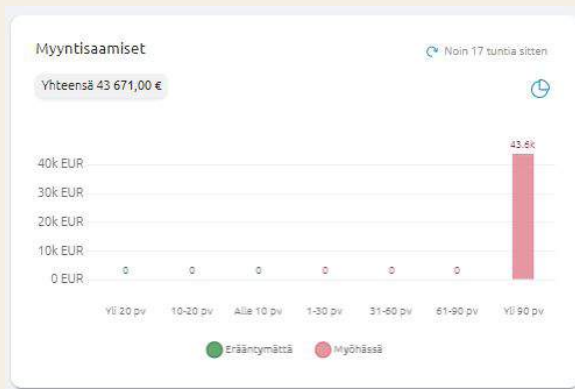 Myyntisaamiset
Noin 17 tuntia sitten
Yhteensä 43 671,00 €
43.6k
40k EUR
30k EUR
20k EUR
10k EUR
0 EUR
0 0 0 0 0 0
Yli 20 pv 10-20 pv Alle 10 pv 1-30 pv 31-60 pv 61-90 pv Yli 90 pv
Erääntymättä Myöhässä